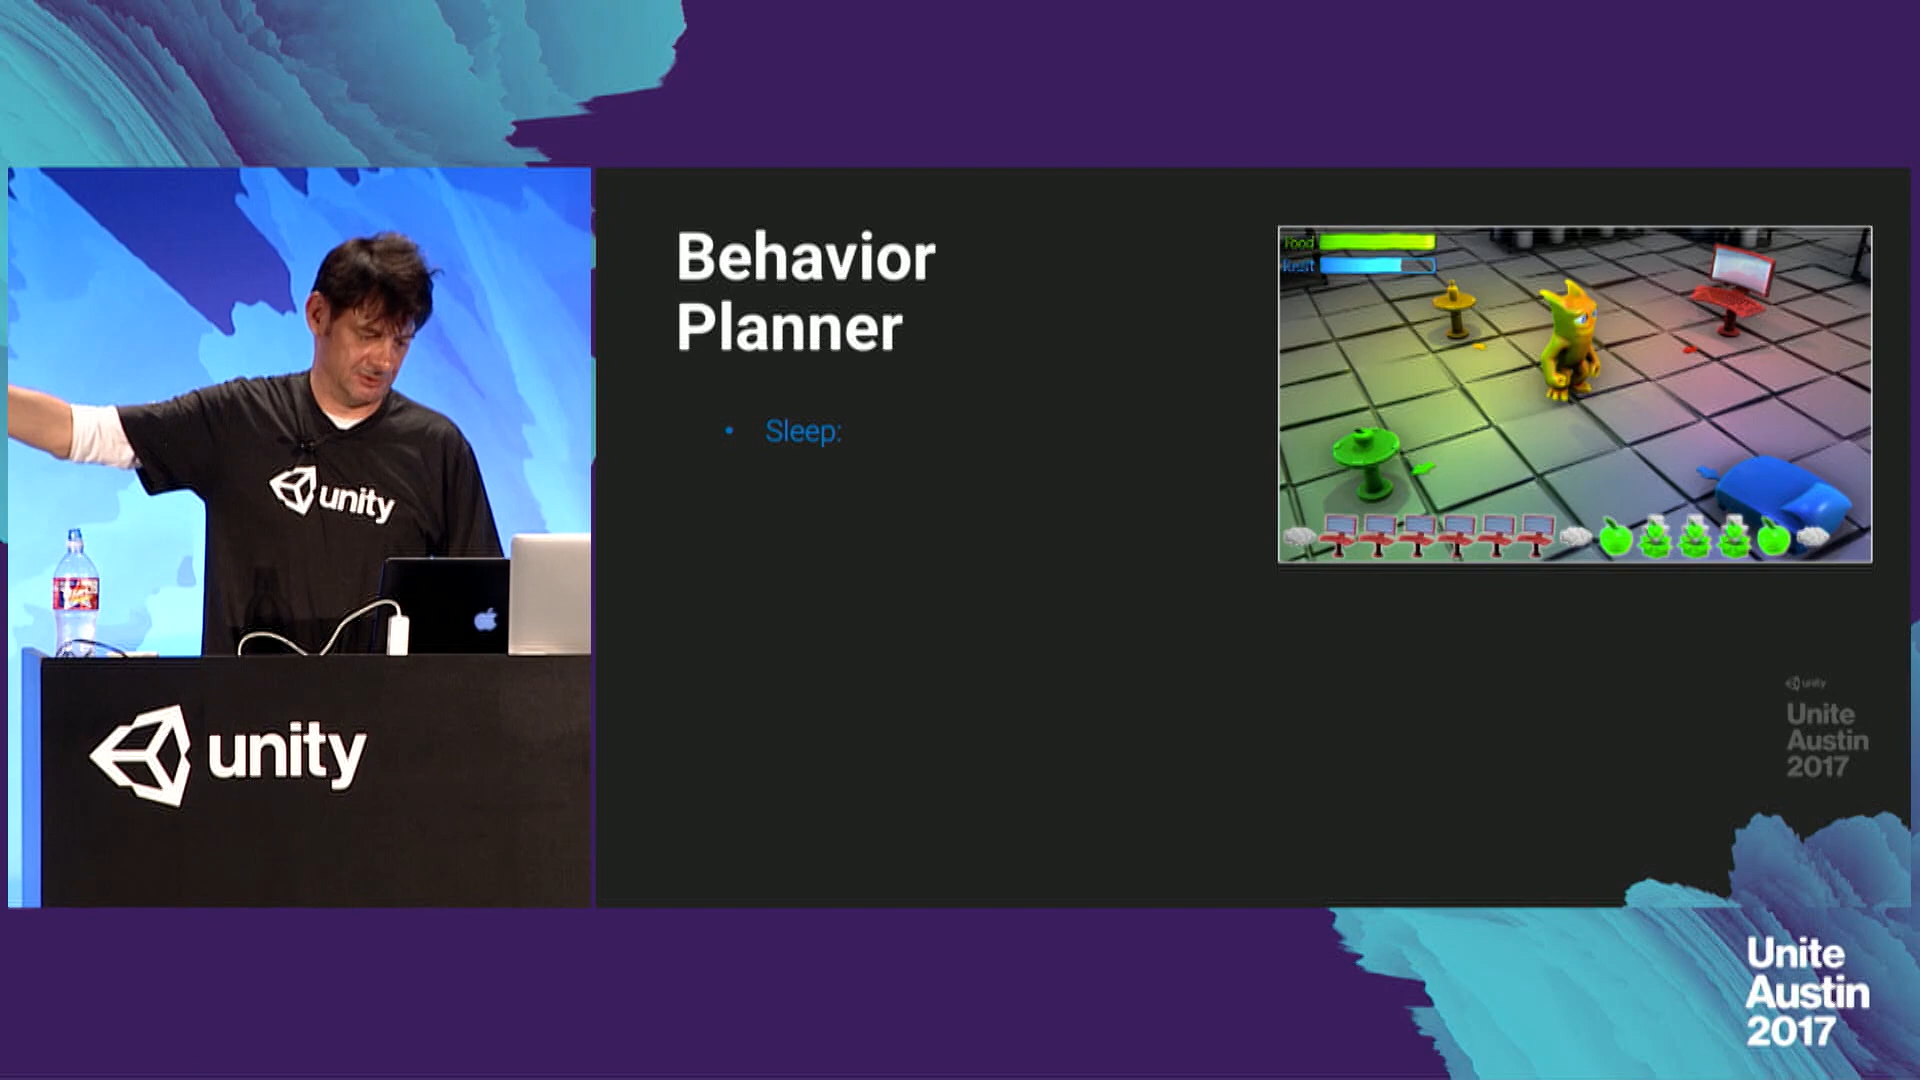 Behavior
Planner
• Sleep:
Food
Rest
unity
unity
unity
Unite
Austin
2017
Unite
Austin
2017